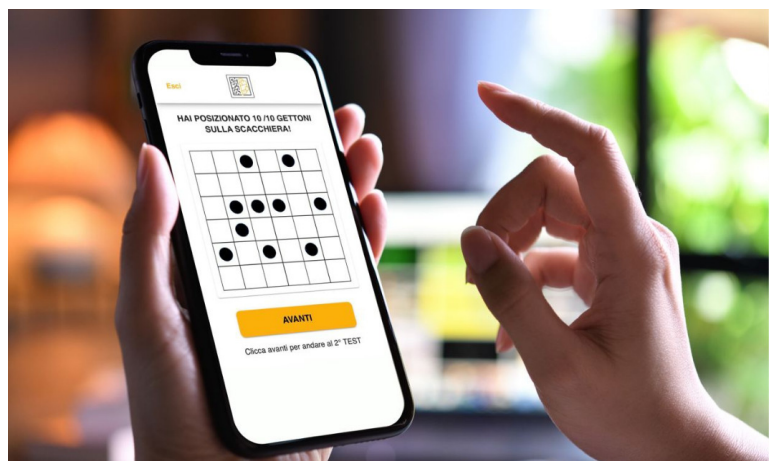 Esci
HAI POSIZIONATO 10 /10 GETTONI
SULLA SCACCHIERA!
AVANTI
Clicca avanti per andare al 2° TEST